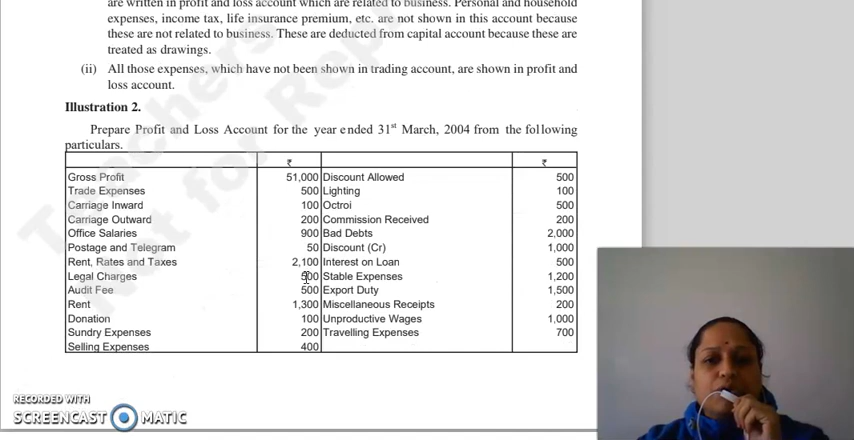 are written in profit and loss account which are related to business. Personal and household
expenses, income tax, life insurance premium, etc. are not shown in this account because
these are not related to business. These are deducted from capital account because these are
treated as drawings.
(ii) All those expenses, which have not been shown in trading account, are shown in profit and
loss account.
Illustration 2.
Prepare Profit and Loss Account for the year ended 31st March, 2004 from the following
particulars.
₹ ₹
Gross Profit 51,000 Discount Allowed 500
Trade Expenses 500 Lighting 100
Carriage Inward 100 Octroi 500
Carriage Outward 200 Commission Received 200
Office Salaries 900 Bad Debts 2,000
Postage and Telegram 50 Discount (Cr) 1,000
Rent, Rates and Taxes 2,100 Interest on Loan 500
Legal Charges 500 Stable Expenses 1,200
Audit Fee 500 Export Duty 1,500
Rent 1,300 Miscellaneous Receipts 200
Donation 100 Unproductive Wages 1,000
Sundry Expenses 200 Travelling Expenses 700
Selling Expenses 400
RECORDED WITH
SCREENCAST MATIC